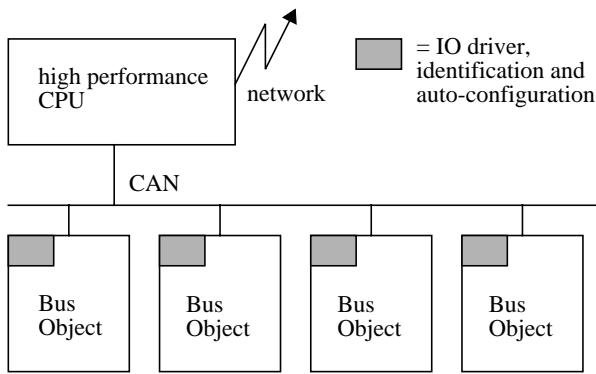 high performance
CPU
network
= IO driver,
identification and
auto-configuration
CAN
Bus
Object
Bus
Object
Bus
Object
Bus
Object